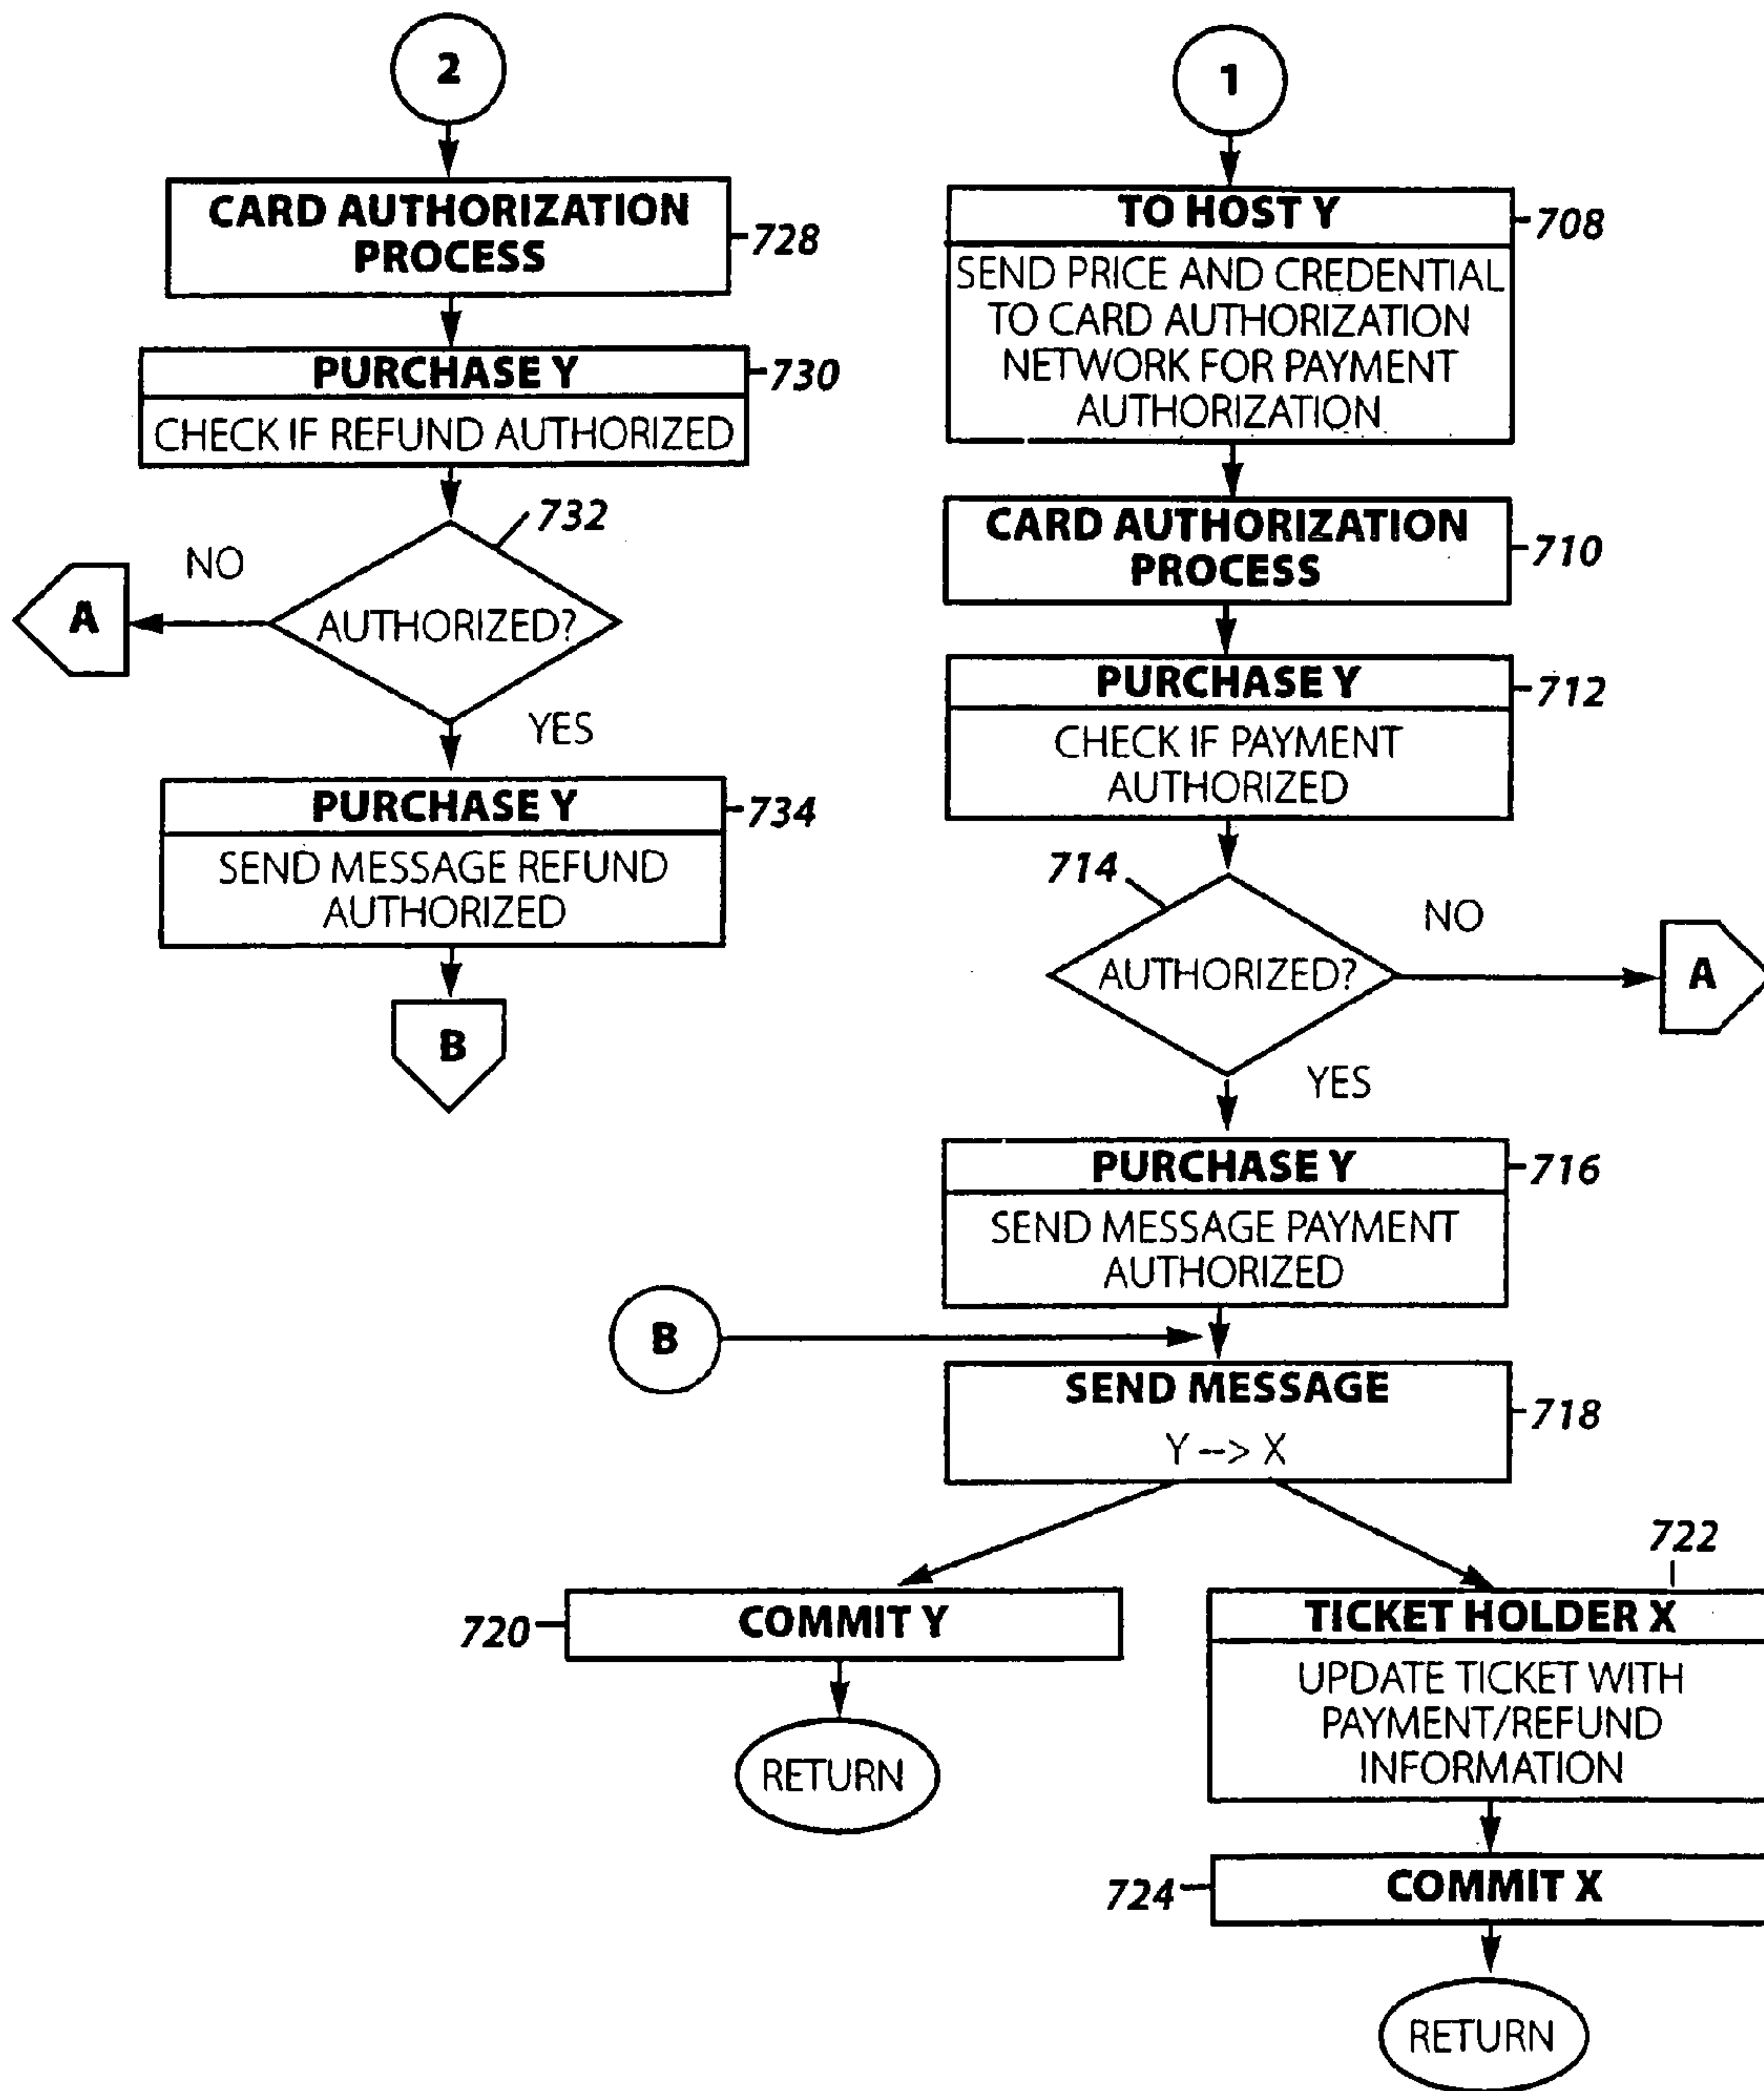 2
CARD AUTHORIZATION
PROCESS
728
PURCHASE Y
730
CHECK IF REFUND AUTHORIZED
732
NO
A
AUTHORIZED?
YES
PURCHASE Y
734
SEND MESSAGE REFUND
AUTHORIZED
B
1
TO HOST Y
708
SEND PRICE AND CREDENTIAL
TO CARD AUTHORIZATION
NETWORK FOR PAYMENT
AUTHORIZATION
CARD AUTHORIZATION
PROCESS
710
PURCHASE Y
712
CHECK IF PAYMENT
AUTHORIZED
714
NO
AUTHORIZED?
A
YES
PURCHASE Y
716
SEND MESSAGE PAYMENT
AUTHORIZED
B
SEND MESSAGE
718
Y --> X
720
COMMIT Y
RETURN
722
TICKET HOLDER X
UPDATE TICKET WITH
PAYMENT/REFUND
INFORMATION
724
COMMIT X
RETURN